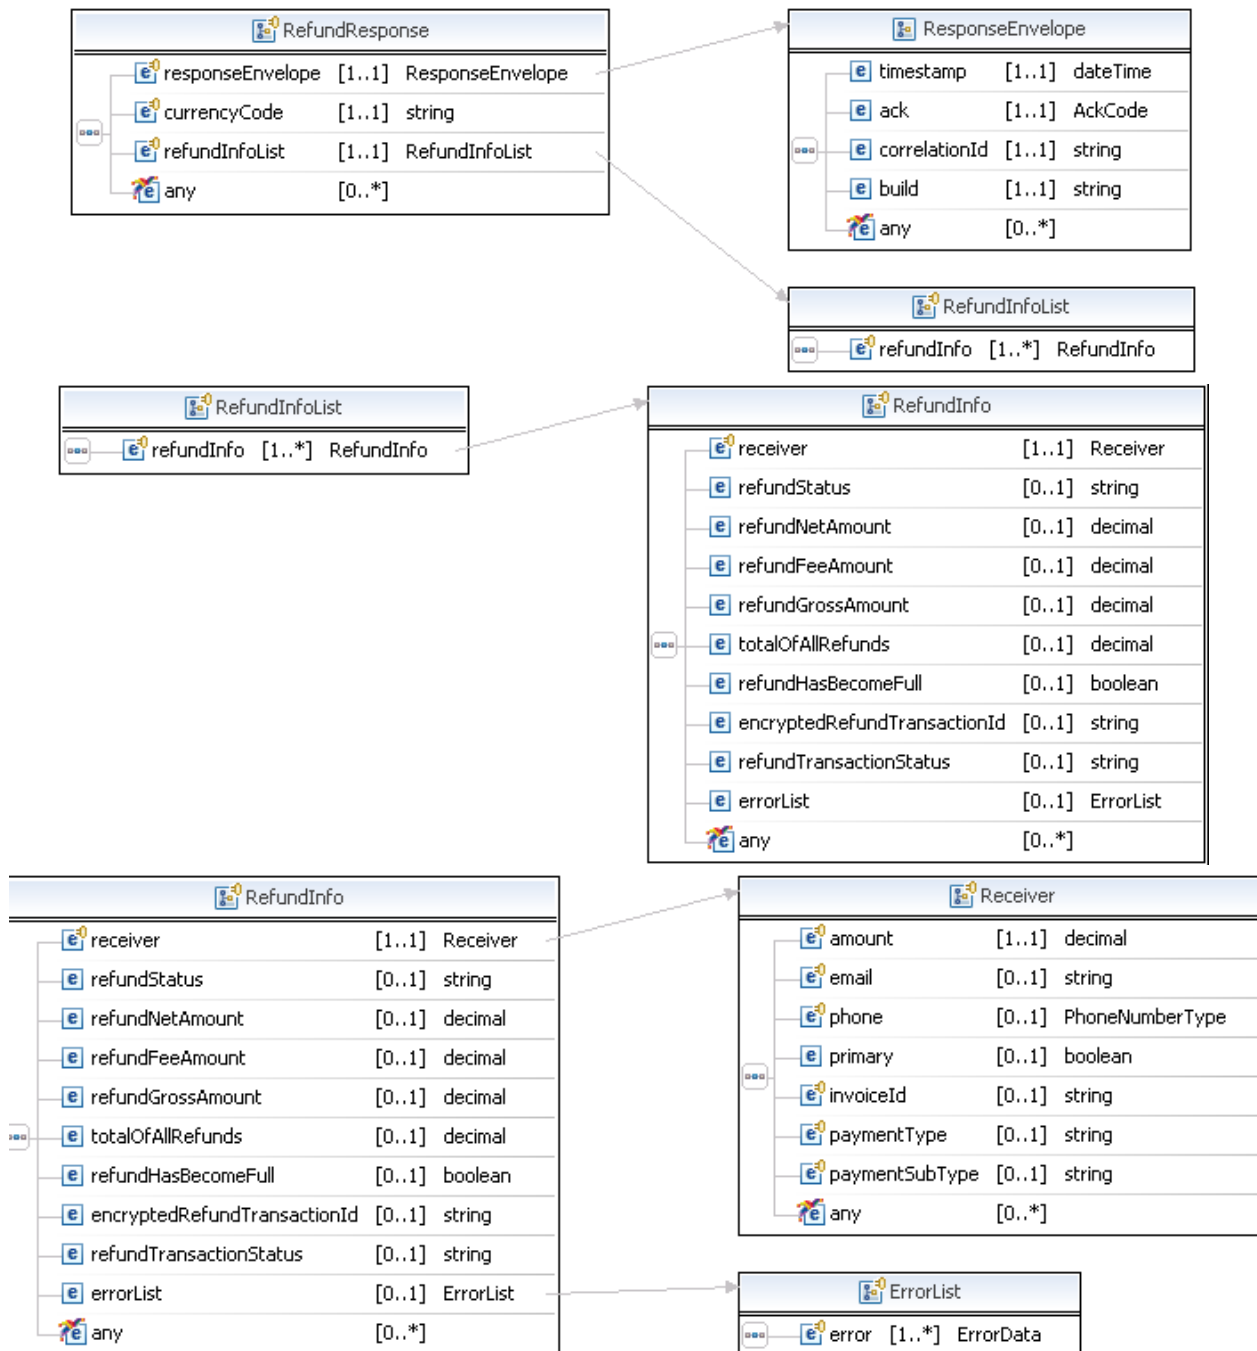 RefundResponse
responseEnvelope [1..1] ResponseEnvelope
currencyCode [1..1] string
refundInfoList [1..1] RefundInfoList
any [0..*]
ResponseEnvelope
timestamp [1..1] dateTime
ack [1..1] AckCode
correlationId [1..1] string
build [1..1] string
any [0..*]
RefundInfoList
refundInfo [1..*] RefundInfo
RefundInfoList
refundInfo [1..*] RefundInfo
RefundInfo
receiver [1..1] Receiver
refundStatus [0..1] string
refundNetAmount [0..1] decimal
refundFeeAmount [0..1] decimal
refundGrossAmount [0..1] decimal
totalOfAllRefunds [0..1] decimal
refundHasBecomeFull [0..1] boolean
encryptedRefundTransactionId [0..1] string
refundTransactionStatus [0..1] string
errorList [0..1] ErrorList
any [0..*]
RefundInfo
receiver [1..1] Receiver
refundStatus [0..1] string
refundNetAmount [0..1] decimal
refundFeeAmount [0..1] decimal
refundGrossAmount [0..1] decimal
totalOfAllRefunds [0..1] decimal
refundHasBecomeFull [0..1] boolean
encryptedRefundTransactionId [0..1] string
refundTransactionStatus [0..1] string
errorList [0..1] ErrorList
any [0..*]
Receiver
amount [1..1] decimal
email [0..1] string
phone [0..1] PhoneNumberType
primary [0..1] boolean
invoiceId [0..1] string
paymentType [0..1] string
paymentSubType [0..1] string
any [0..*]
ErrorList
error [1..*] ErrorData